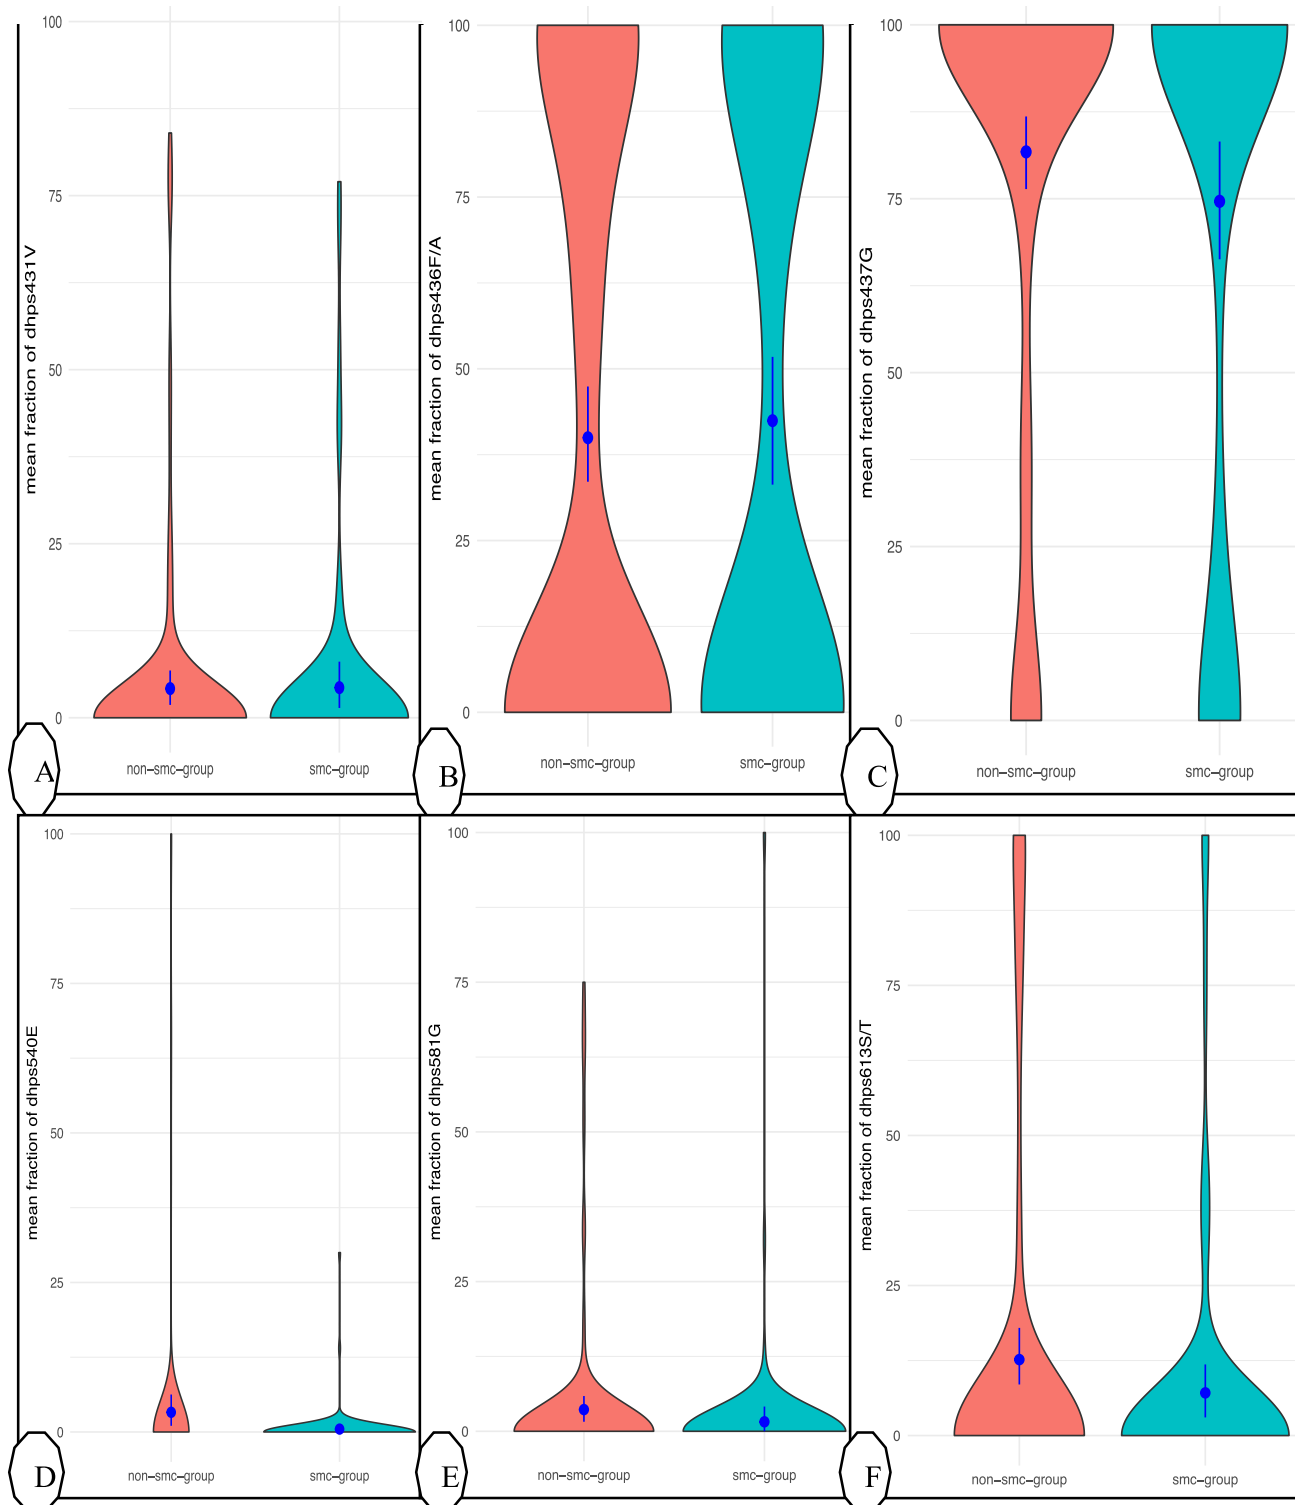 100
75
50
25
0
mean fraction of dhps431V
non-smc-group
smc-group
A
100
75
50
25
0
mean fraction of dhps436F/A
non-smc-group
smc-group
B
100
75
50
25
0
mean fraction of dhps437G
non-smc-group
smc-group
C
100
75
50
25
0
mean fraction of dhps540E
non-smc-group
smc-group
D
100
75
50
25
0
mean fraction of dhps581G
non-smc-group
smc-group
E
100
75
50
25
0
mean fraction of dhps613S/T
non-smc-group
smc-group
F